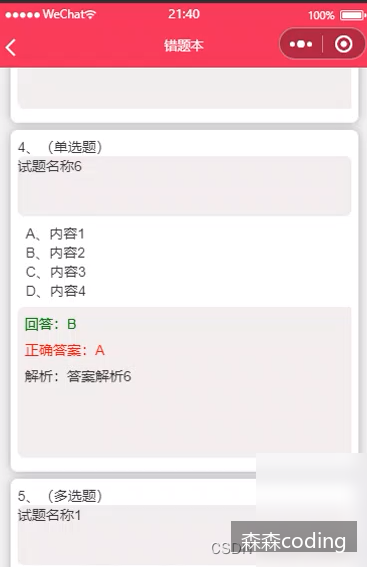 WeChat 21:40 100%
错题本
4、（单选题）
试题名称6
A、内容1
B、内容2
C、内容3
D、内容4
回答：B
正确答案：A
解析：答案解析6
5、（多选题）
试题名称1
森森coding